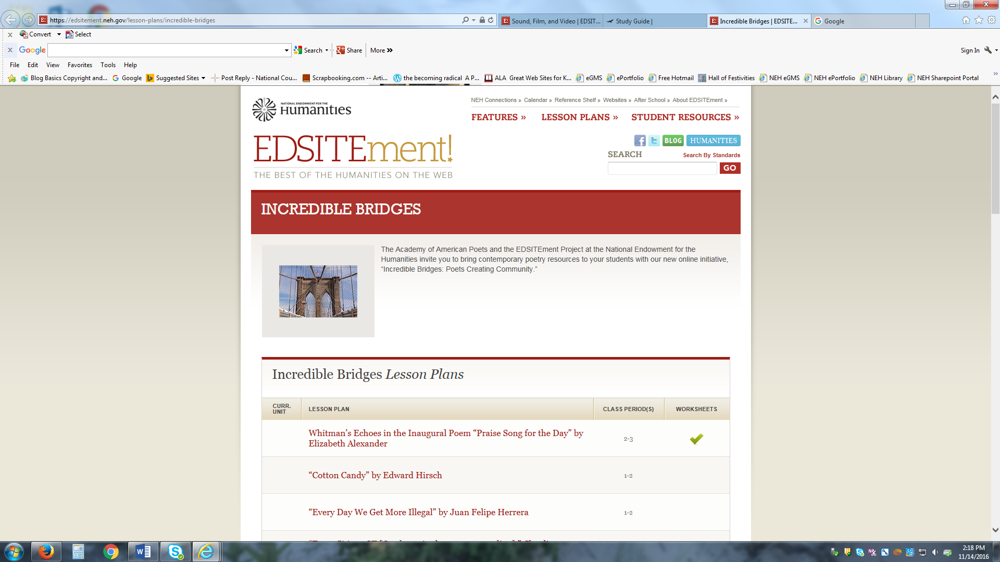 https://edsitement.neh.gov/lesson-plans/incredible-bridges
Sound, Film, and Video | EDSIT...
Study Guide |
Incredible Bridges | EDSITE...
Google
Convert
Select
Google
Search
Share
More
Sign In
File Edit View Favorites Tools Help
Blog Basics Copyright and...
Google
Suggested Sites
Post Reply - National Cou...
Scrapbooking.com -- Arti...
the becoming radical A P...
ALA Great Web Sites for K...
eGMS
ePortfolio
Free Hotmail
Hall of Festivities
NEH eGMS
NEH ePortfolio
NEH Library
NEH Sharepoint Portal
NATIONAL ENDOWMENT FOR THE
Humanities
NEH Connections » Calendar » Reference Shelf » Websites » After School » About EDSITEment »
FEATURES » LESSON PLANS » STUDENT RESOURCES »
EDSITEment!
THE BEST OF THE HUMANITIES ON THE WEB
BLOG
HUMANITIES
SEARCH
Search By Standards
GO
INCREDIBLE BRIDGES
The Academy of American Poets and the EDSITEment Project at the National Endowment for the
Humanities invite you to bring contemporary poetry resources to your students with our new online initiative,
“Incredible Bridges: Poets Creating Community.”
Incredible Bridges Lesson Plans
CURR.
UNIT
LESSON PLAN
CLASS PERIOD(S)
WORKSHEETS
Whitman’s Echoes in the Inaugural Poem “Praise Song for the Day” by
Elizabeth Alexander
2-3
“Cotton Candy” by Edward Hirsch
1-2
“Every Day We Get More Illegal” by Juan Felipe Herrera
1-2
2:18 PM
11/14/2016